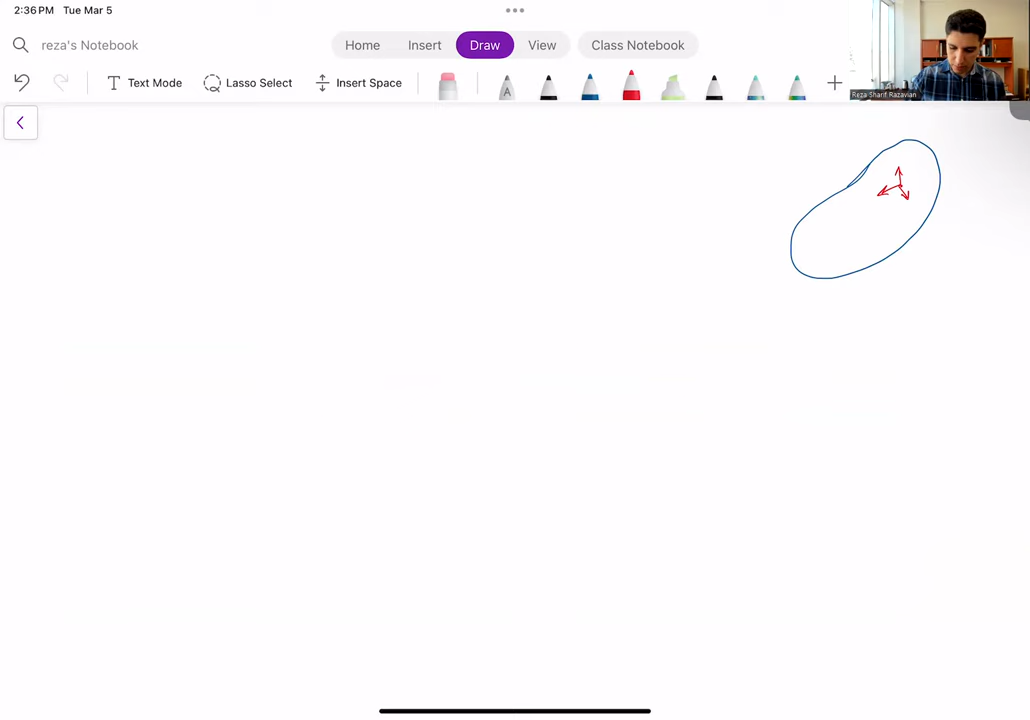 2:36 PM Tue Mar 5
reza's Notebook
Home Insert Draw View Class Notebook
Text Mode Lasso Select Insert Space
A
Reza Sharif Razavian